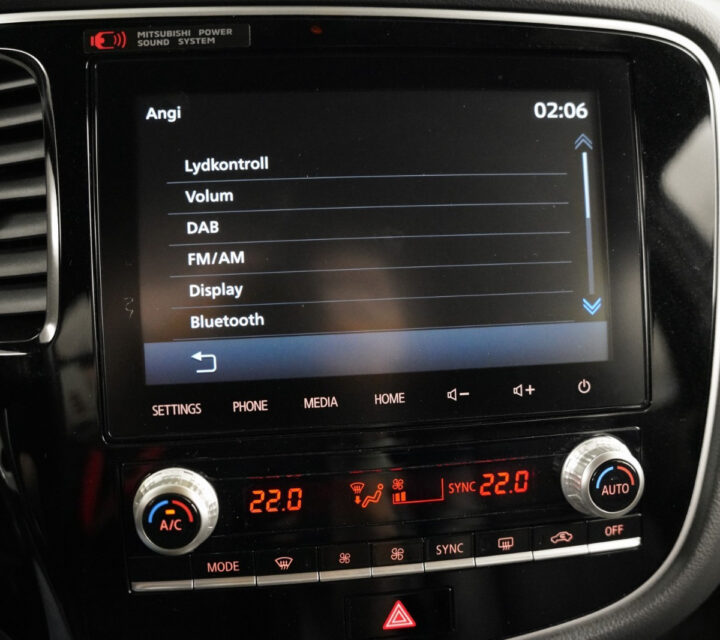 MITSUBISHI POWER
SOUND SYSTEM
Angi 02:06
Lydkontroll
Volum
DAB
FM/AM
Display
Bluetooth
SETTINGS PHONE MEDIA HOME
A/C 22.0 SYNC 22.0 AUTO
MODE SYNC OFF